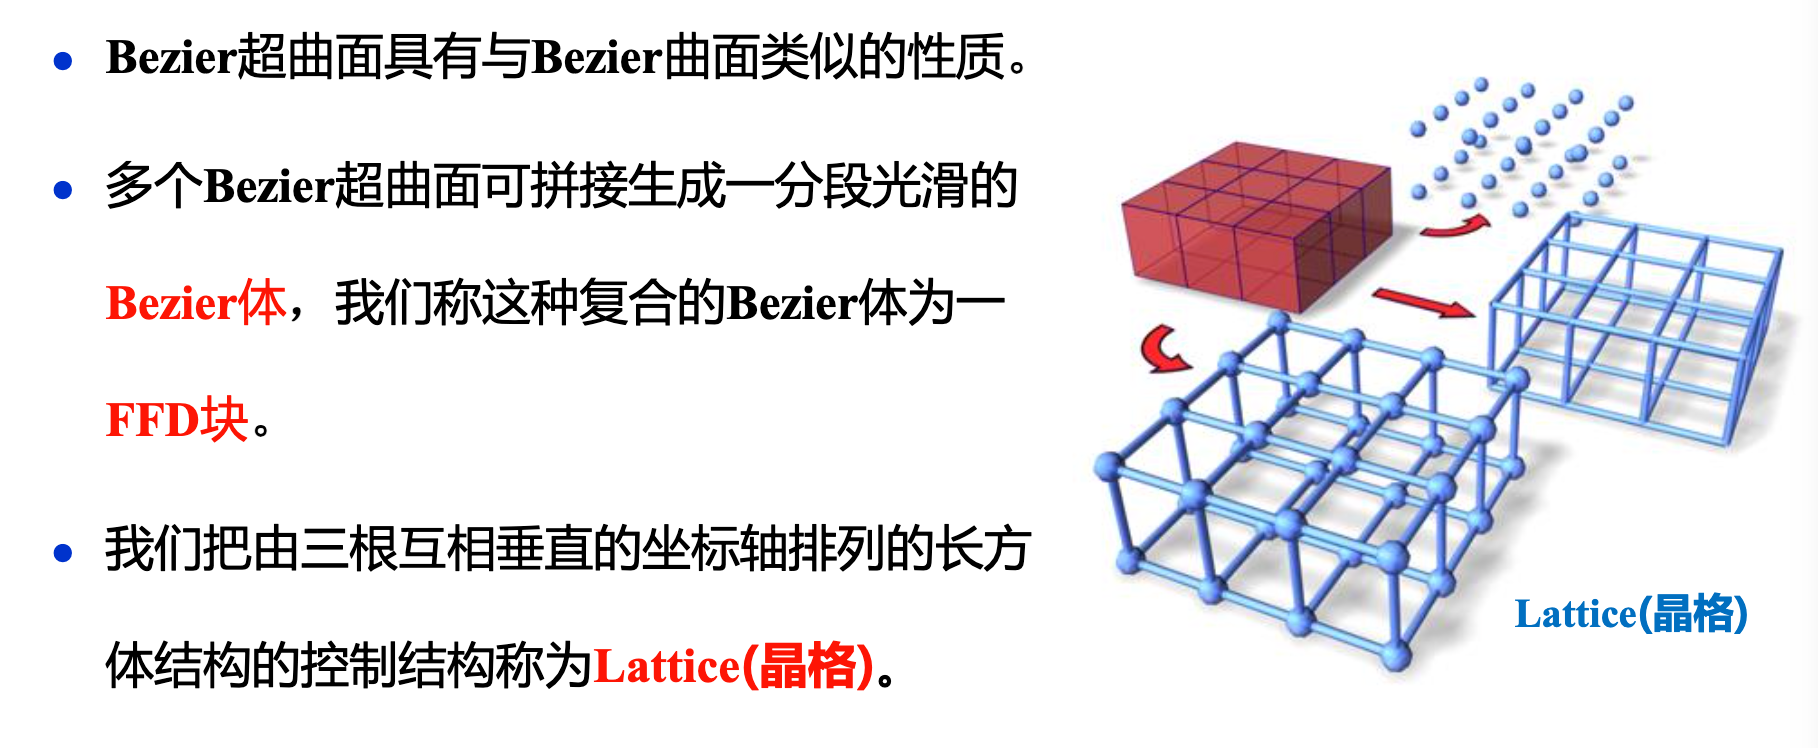 Bezier超曲面具有与Bezier曲面类似的性质。
多个Bezier超曲面可拼接生成一分段光滑的
Bezier体，我们称这种复合的Bezier体为一
FFD块。
我们把由三根互相垂直的坐标轴排列的长方
体结构的控制结构称为Lattice(晶格)。
Lattice(晶格)